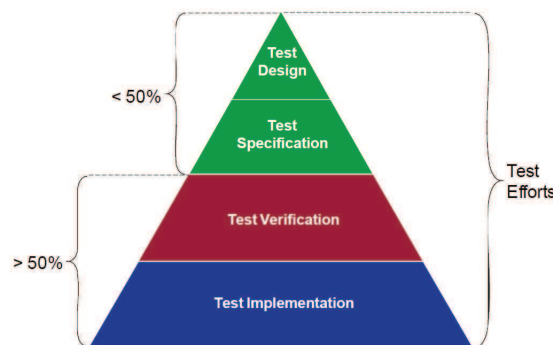 Test
Design
< 50%
Test
Specification
Test
Efforts
Test Verification
> 50%
Test Implementation